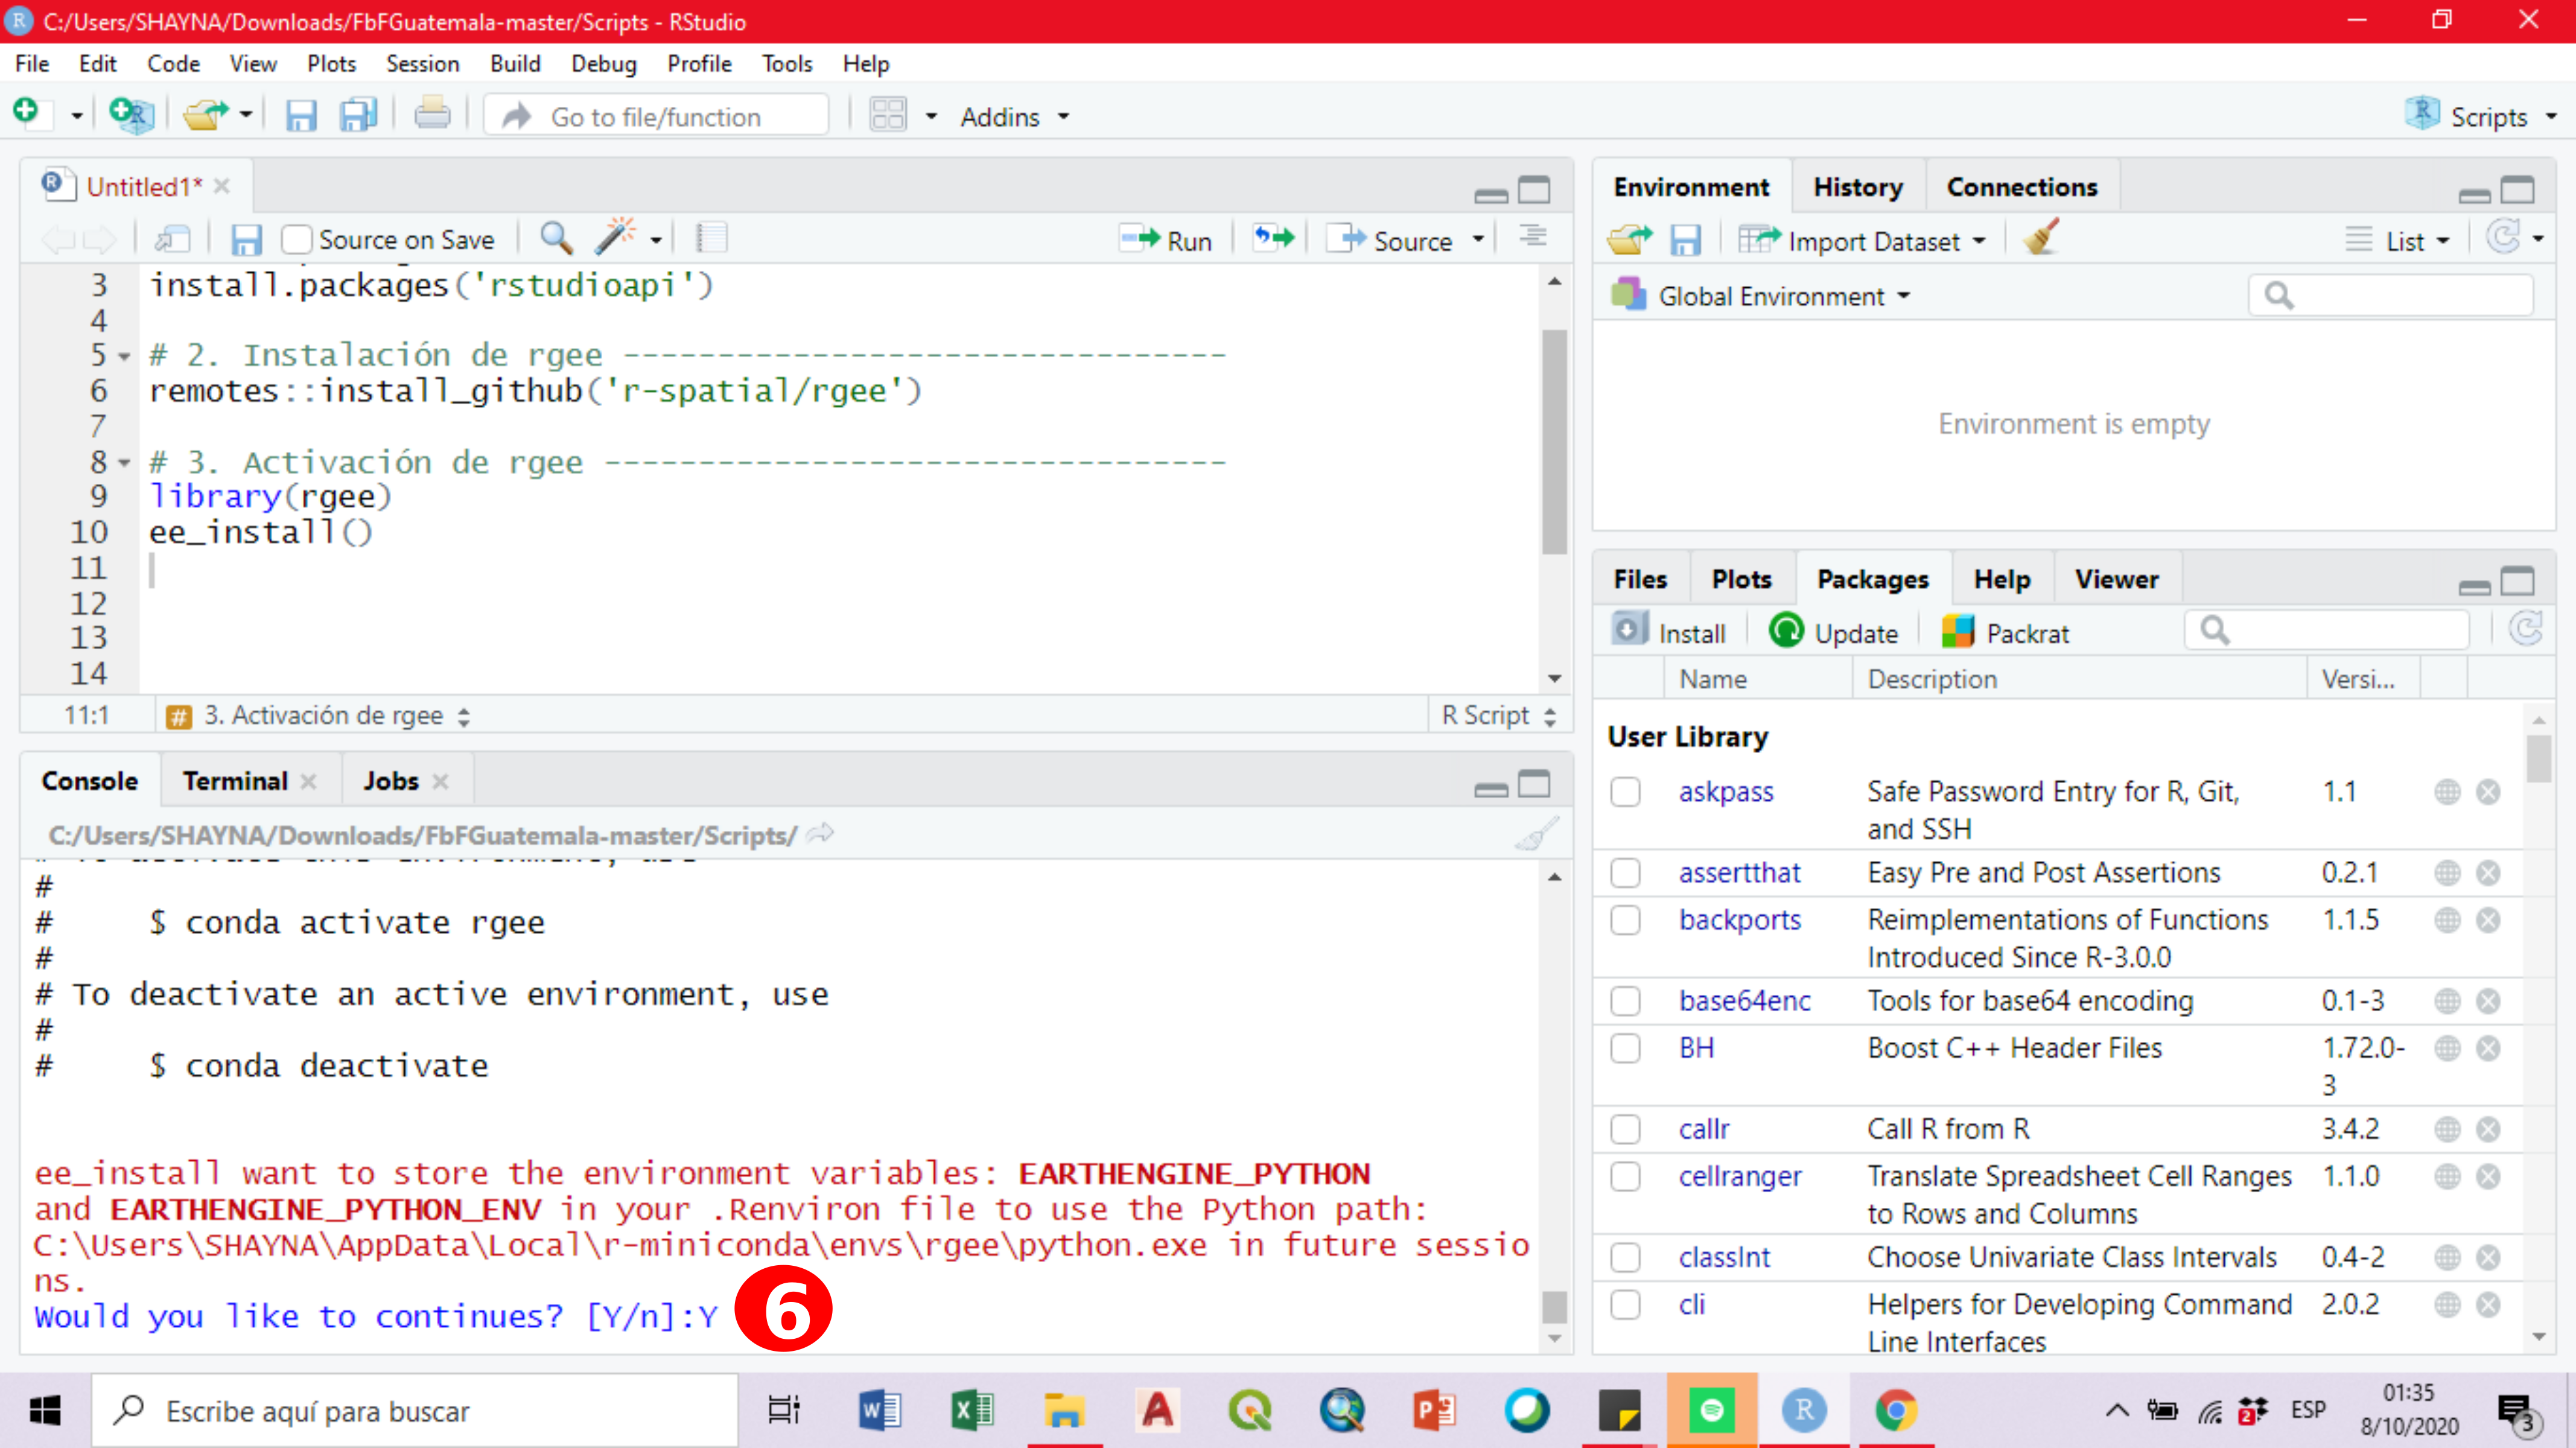 C:/Users/SHAYNA/Downloads/FbFGuatemala-master/Scripts - RStudio
File Edit Code View Plots Session Build Debug Profile Tools Help
Go to file/function
Addins
Scripts
Untitled1*
Source on Save
Run
Source
3 install.packages('rstudioapi')
4
5 # 2. Instalación de rgee --------------------------------
6 remotes::install_github('r-spatial/rgee')
7
8 # 3. Activación de rgee ---------------------------------
9 library(rgee)
10 ee_install()
11
12
13
14
11:1 # 3. Activación de rgee R Script
Console Terminal Jobs
C:/Users/SHAYNA/Downloads/FbFGuatemala-master/Scripts/
#
# $ conda activate rgee
#
# To deactivate an active environment, use
#
# $ conda deactivate
ee_install want to store the environment variables: EARTHENGINE_PYTHON
and EARTHENGINE_PYTHON_ENV in your .Renviron file to use the Python path:
C:\Users\SHAYNA\AppData\Local\r-miniconda\envs\rgee\python.exe in future sessio
ns.
Would you like to continues? [Y/n]:Y
6
Environment History Connections
Import Dataset
List
Global Environment
Environment is empty
Files Plots Packages Help Viewer
Install Update Packrat
Name Description Versi...
User Library
askpass Safe Password Entry for R, Git, 1.1
and SSH
assertthat Easy Pre and Post Assertions 0.2.1
backports Reimplementations of Functions 1.1.5
Introduced Since R-3.0.0
base64enc Tools for base64 encoding 0.1-3
BH Boost C++ Header Files 1.72.0-
3
callr Call R from R 3.4.2
cellranger Translate Spreadsheet Cell Ranges 1.1.0
to Rows and Columns
classInt Choose Univariate Class Intervals 0.4-2
cli Helpers for Developing Command 2.0.2
Line Interfaces
Escribe aquí para buscar
ESP
01:35
8/10/2020
3